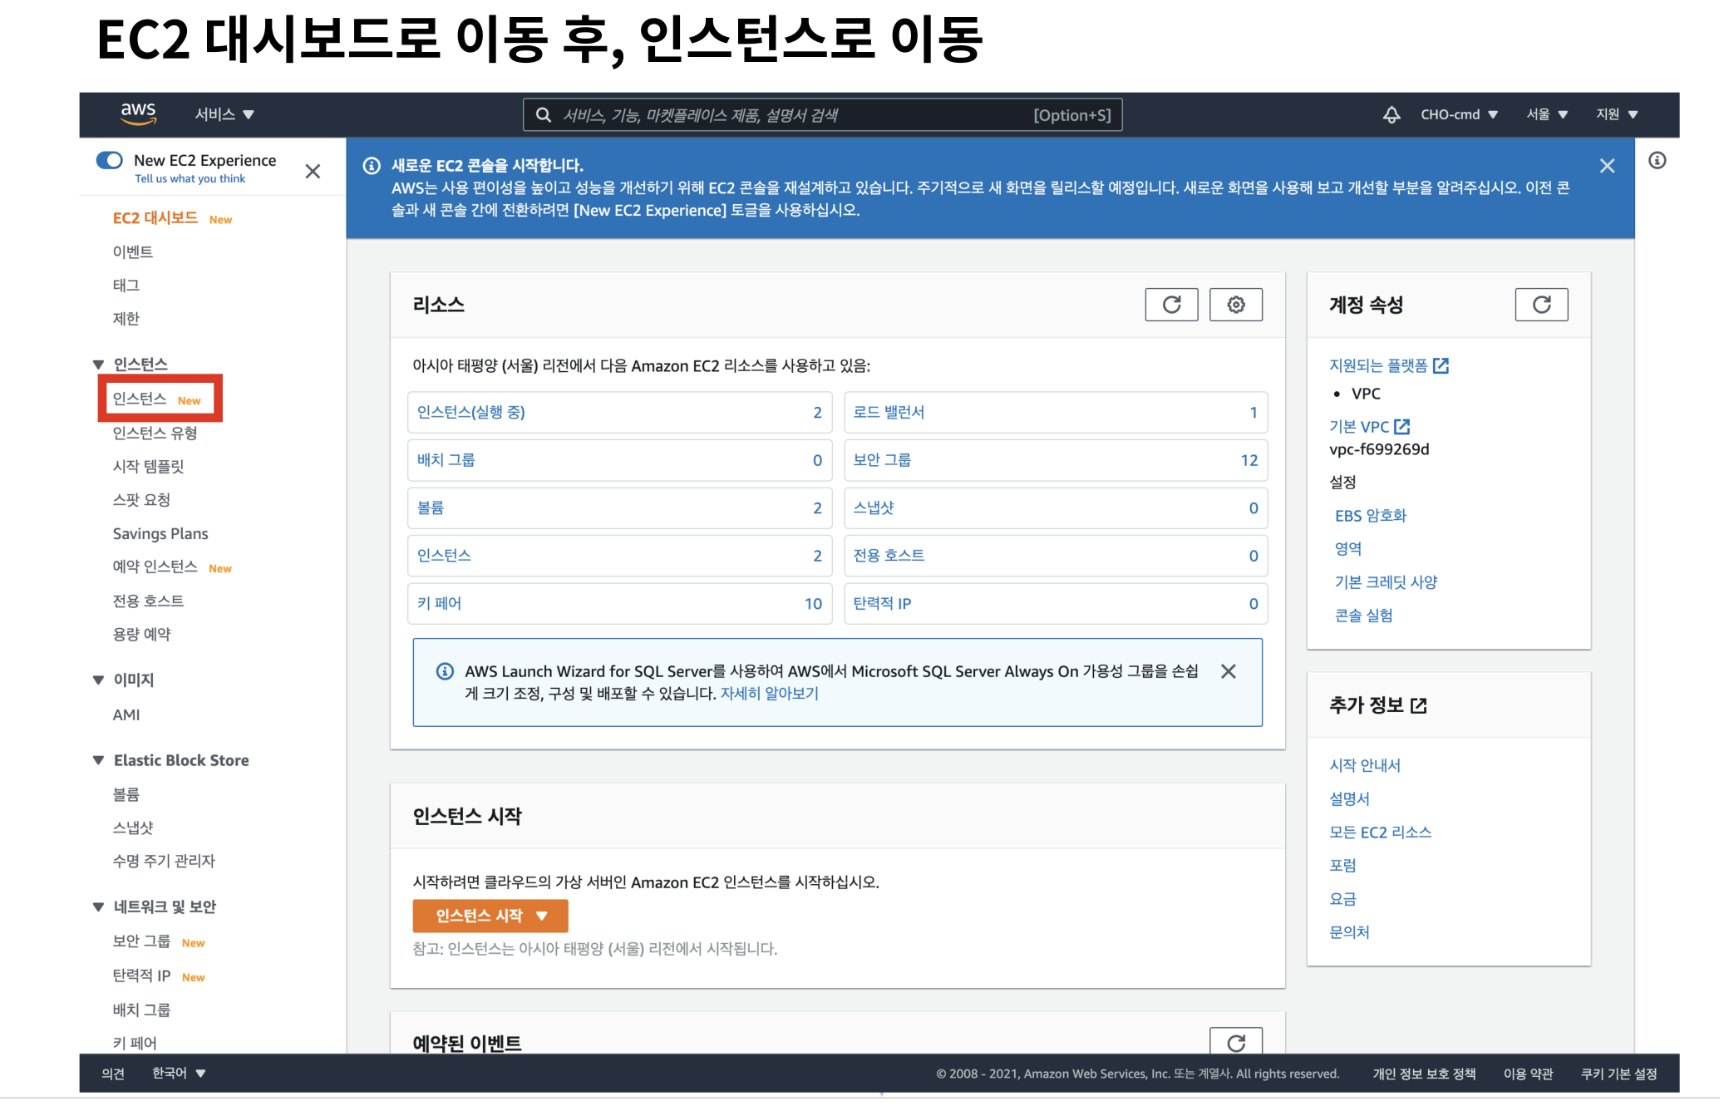 EC2 대시보드로 이동 후, 인스턴스로 이동
aws
서비스
서비스, 기능, 마켓플레이스 제품, 설명서 검색
[Option+S]
CHO-cmd
서울
지원
New EC2 Experience
Tell us what you think
EC2 대시보드 New
이벤트
태그
제한
인스턴스
인스턴스 New
인스턴스 유형
시작 템플릿
스팟 요청
Savings Plans
예약 인스턴스 New
전용 호스트
용량 예약
이미지
AMI
Elastic Block Store
볼륨
스냅샷
수명 주기 관리자
네트워크 및 보안
보안 그룹 New
탄력적 IP New
배치 그룹
키 페어
새로운 EC2 콘솔을 시작합니다.
AWS는 사용 편이성을 높이고 성능을 개선하기 위해 EC2 콘솔을 재설계하고 있습니다. 주기적으로 새 화면을 릴리스할 예정입니다. 새로운 화면을 사용해 보고 개선할 부분을 알려주십시오. 이전 콘
솔과 새 콘솔 간에 전환하려면 [New EC2 Experience] 토글을 사용하십시오.
리소스
아시아 태평양 (서울) 리전에서 다음 Amazon EC2 리소스를 사용하고 있음:
인스턴스(실행 중) 2
로드 밸런서 1
배치 그룹 0
보안 그룹 12
볼륨 2
스냅샷 0
인스턴스 2
전용 호스트 0
키 페어 10
탄력적 IP 0
AWS Launch Wizard for SQL Server를 사용하여 AWS에서 Microsoft SQL Server Always On 가용성 그룹을 손쉽
게 크기 조정, 구성 및 배포할 수 있습니다. 자세히 알아보기
인스턴스 시작
시작하려면 클라우드의 가상 서버인 Amazon EC2 인스턴스를 시작하십시오.
인스턴스 시작
참고: 인스턴스는 아시아 태평양 (서울) 리전에서 시작됩니다.
예약된 이벤트
계정 속성
지원되는 플랫폼
• VPC
기본 VPC
vpc-f699269d
설정
EBS 암호화
영역
기본 크레딧 사양
콘솔 실험
추가 정보
시작 안내서
설명서
모든 EC2 리소스
포럼
요금
문의처
의견
한국어
© 2008 - 2021, Amazon Web Services, Inc. 또는 계열사. All rights reserved.
개인 정보 보호 정책
이용 약관
쿠키 기본 설정